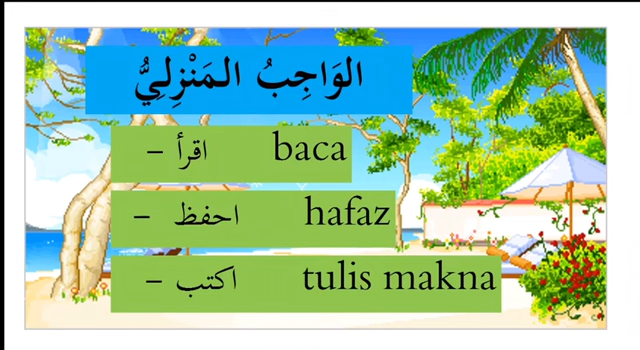 الوَاجِبُ المَنْزِلِيُّ
baca اقرأ –
hafaz احفظ –
tulis makna اكتب –